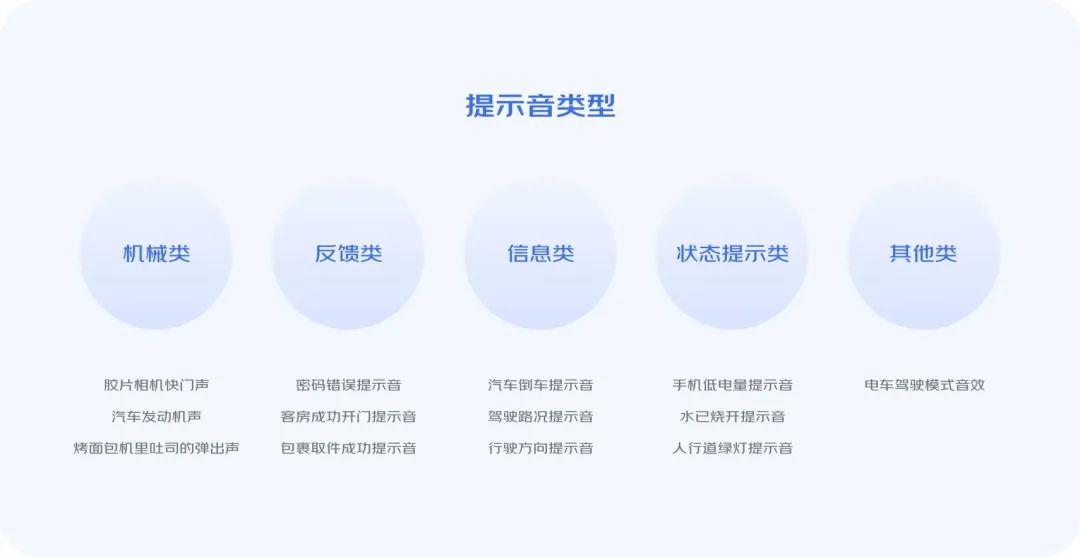 提示音类型
机械类
反馈类
信息类
状态提示类
其他类
胶片相机快门声
密码错误提示音
汽车倒车提示音
手机低电量提示音
电车驾驶模式音效
汽车发动机声
客房成功开门提示音
驾驶路况提示音
水已烧开提示音
烤面包机里吐司的弹出声
包裹取件成功提示音
行驶方向提示音
人行道绿灯提示音